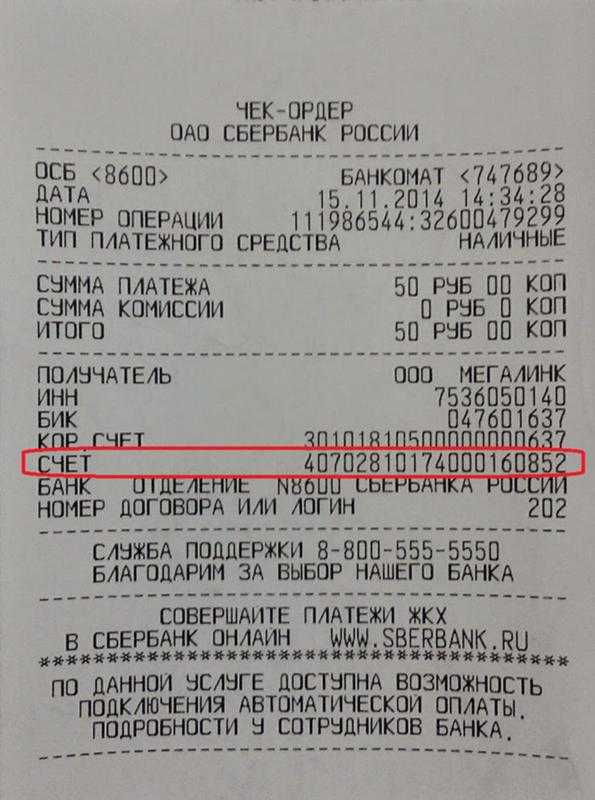 ЧЕК-ОРДЕР
ОАО СБЕРБАНК РОССИИ
ОСБ <8600> БАНКОМАТ <747689>
ДАТА 15.11.2014 14:34:28
НОМЕР ОПЕРАЦИИ 111986544:32600479299
ТИП ПЛАТЕЖНОГО СРЕДСТВА НАЛИЧНЫЕ
СУММА ПЛАТЕЖА 50 РУБ 00 КОП
СУММА КОМИССИИ 0 РУБ 00 КОП
ИТОГО 50 РУБ 00 КОП
ПОЛУЧАТЕЛЬ ООО МЕГАЛИНК
ИНН 7536050140
БИК 047601637
КОР.СЧЕТ 30101810500000000637
СЧЕТ 40702810174000160852
БАНК ОТДЕЛЕНИЕ N8600 СБЕРБАНКА РОССИИ
НОМЕР ДОГОВОРА ИЛИ ЛОГИН 202
СЛУЖБА ПОДДЕРЖКИ 8-800-555-5550
БЛАГОДАРИМ ЗА ВЫБОР НАШЕГО БАНКА
СОВЕРШАЙТЕ ПЛАТЕЖИ ЖКХ
В СБЕРБАНК ОНЛАЙН WWW.SBERBANK.RU
************************************************
ПО ДАННОЙ УСЛУГЕ ДОСТУПНА ВОЗМОЖНОСТЬ
ПОДКЛЮЧЕНИЯ АВТОМАТИЧЕСКОЙ ОПЛАТЫ.
ПОДРОБНОСТИ У СОТРУДНИКОВ БАНКА.